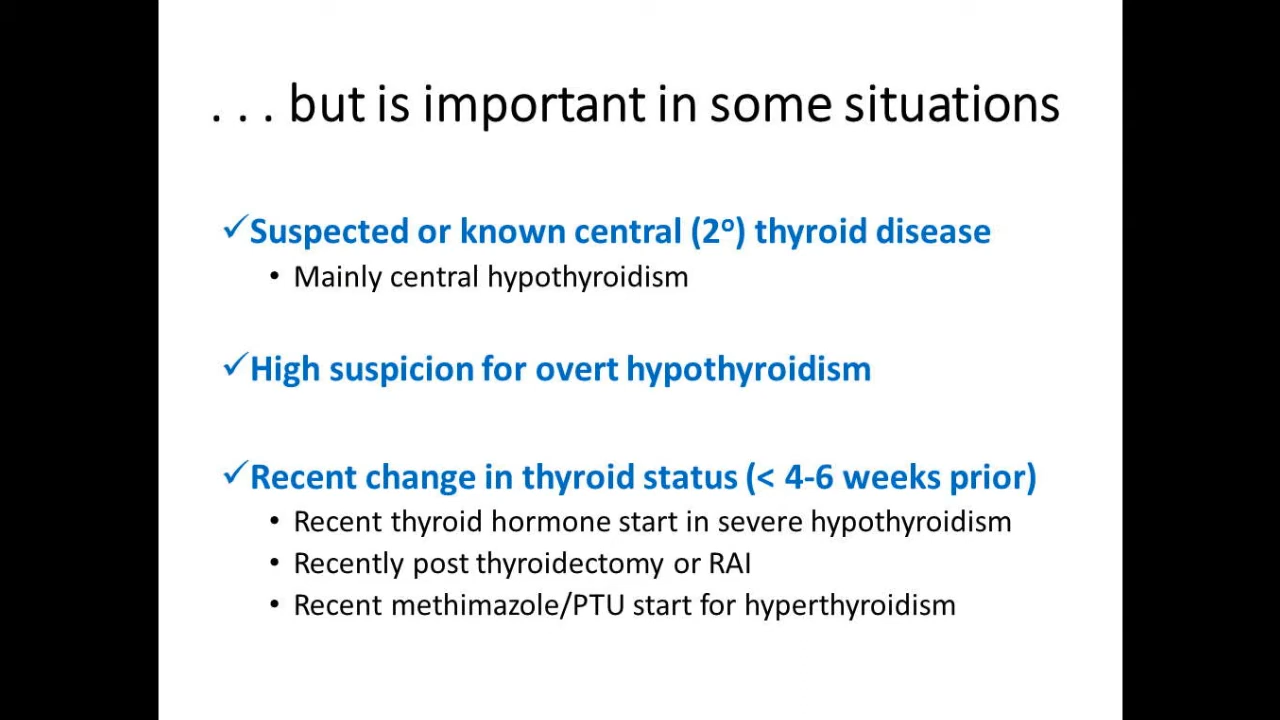 . . . but is important in some situations
✓Suspected or known central (2º) thyroid disease
• Mainly central hypothyroidism
✓High suspicion for overt hypothyroidism
✓Recent change in thyroid status (< 4-6 weeks prior)
• Recent thyroid hormone start in severe hypothyroidism
• Recently post thyroidectomy or RAI
• Recent methimazole/PTU start for hyperthyroidism